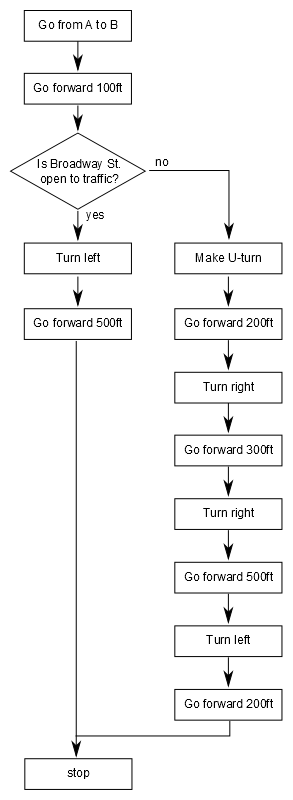 Go from A to B
Go forward 100ft
Is Broadway St.
open to traffic?
no
yes
Turn left
Go forward 500ft
Make U-turn
Go forward 200ft
Turn right
Go forward 300ft
Turn right
Go forward 500ft
Turn left
Go forward 200ft
stop